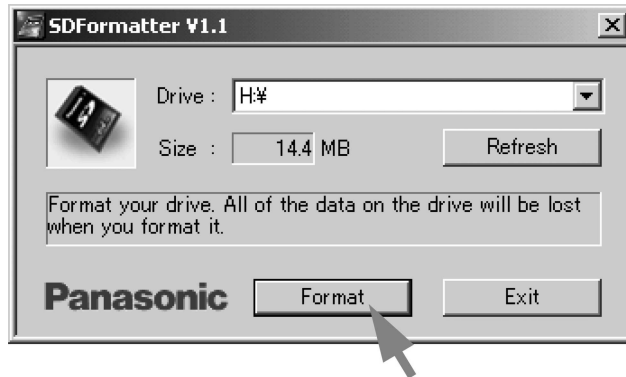 SDFormatter V1.1
Drive : H:¥
Size : 14.4 MB Refresh
Format your drive. All of the data on the drive will be lost
when you format it.
Panasonic Format Exit